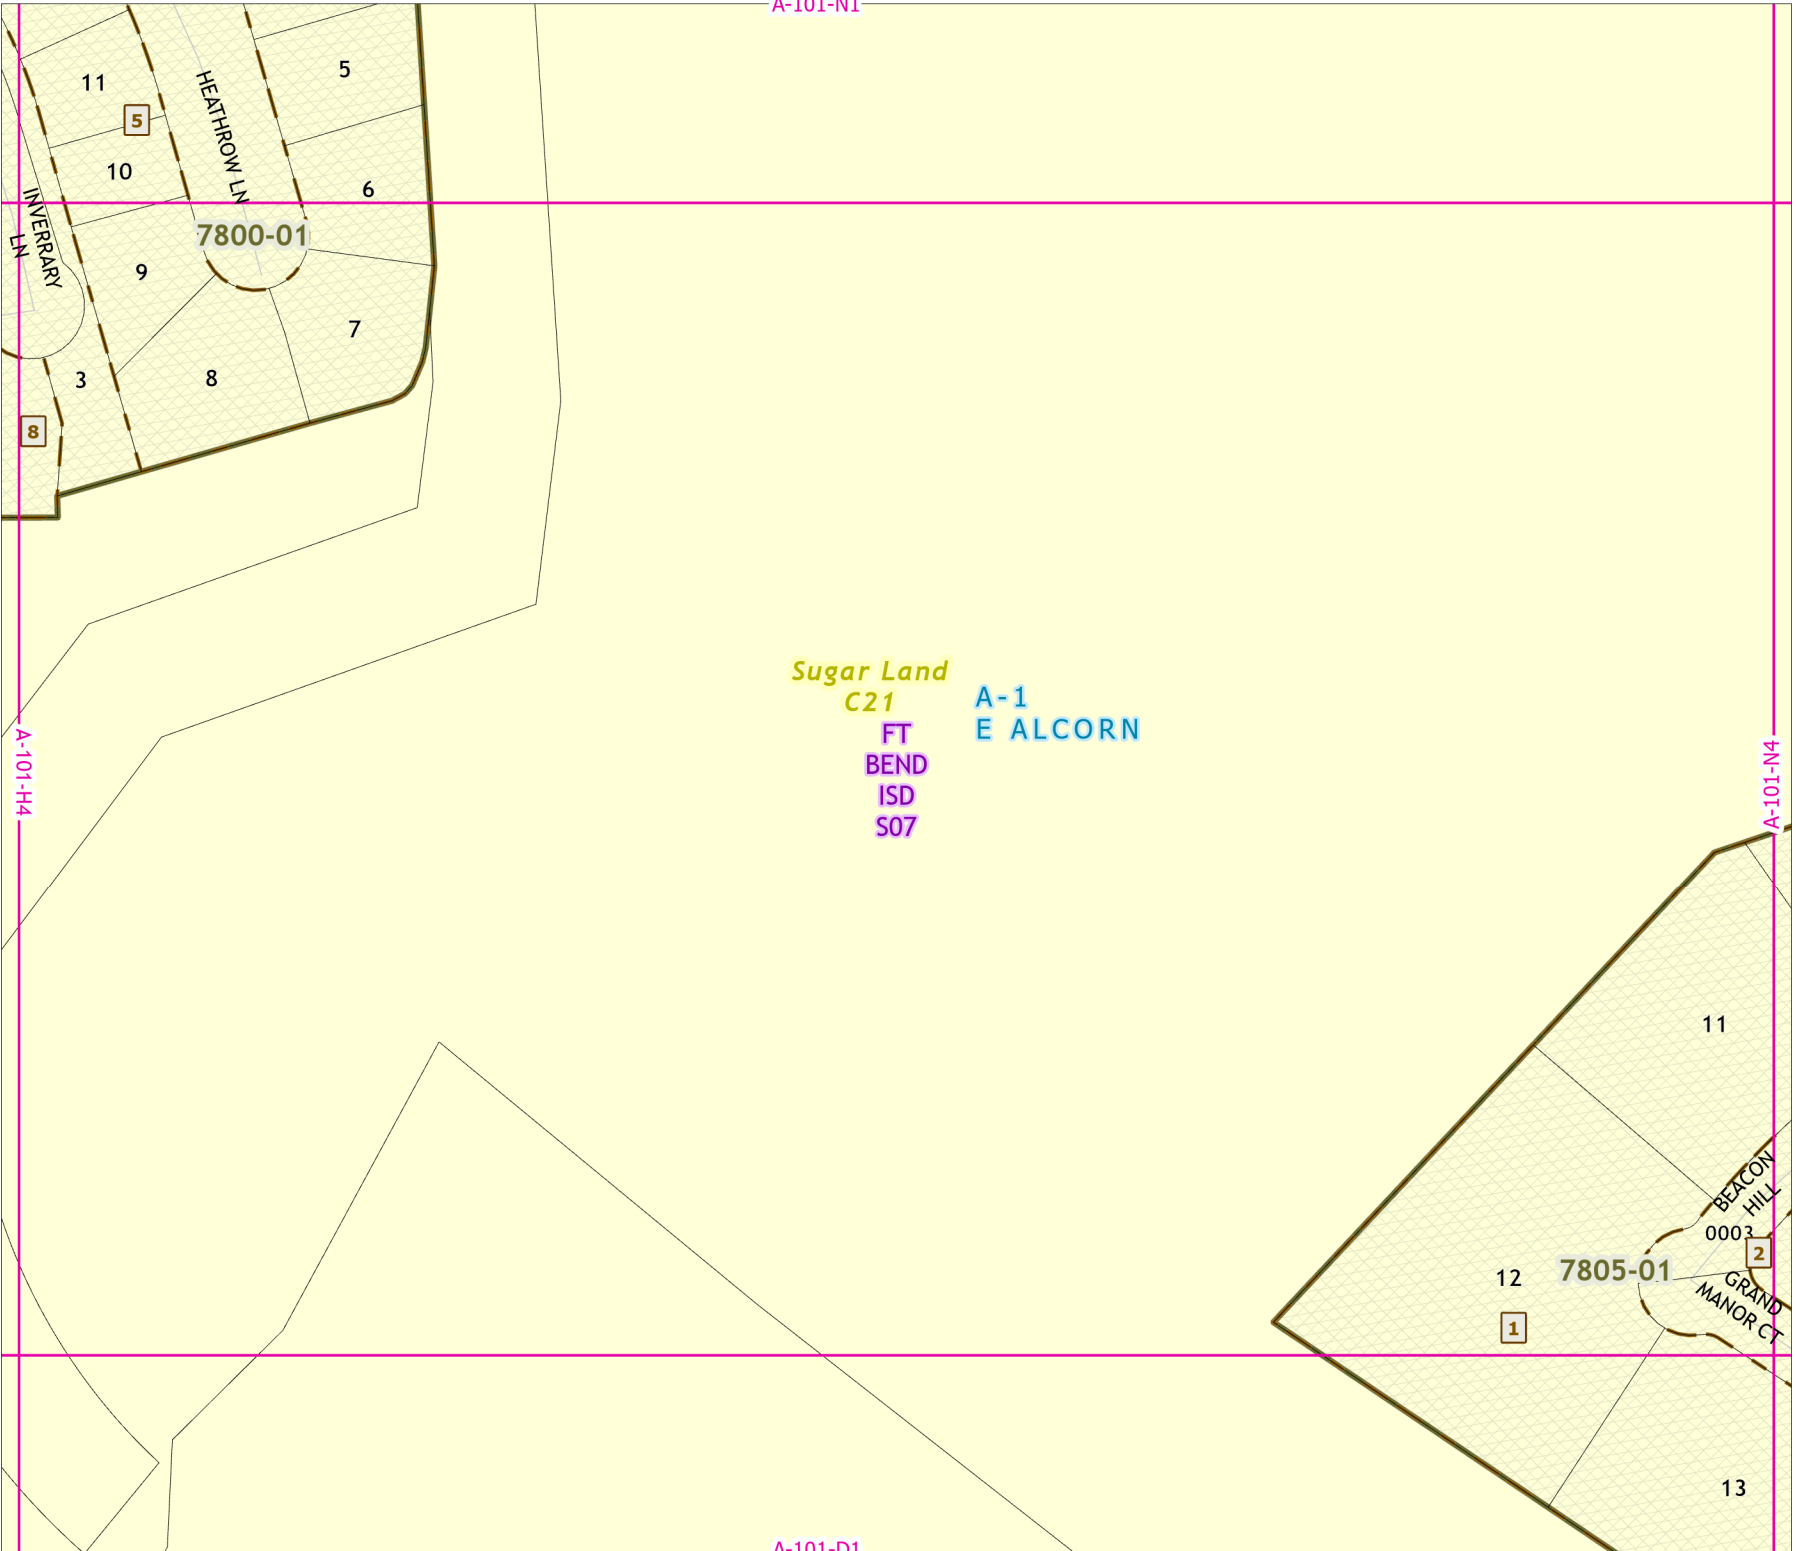 A-101-N1
5
11
5
HEATHROW LN
10
6
INVERRARY
LN
7800-01
9
7
8
3
8
Sugar Land
C21
A-1
E ALCORN
FT
BEND
ISD
S07
A-101-H4
A-101-N4
11
BEACON
HILL
0003
2
7805-01
12
GRAND
MANOR CT
1
13
A-101-D1